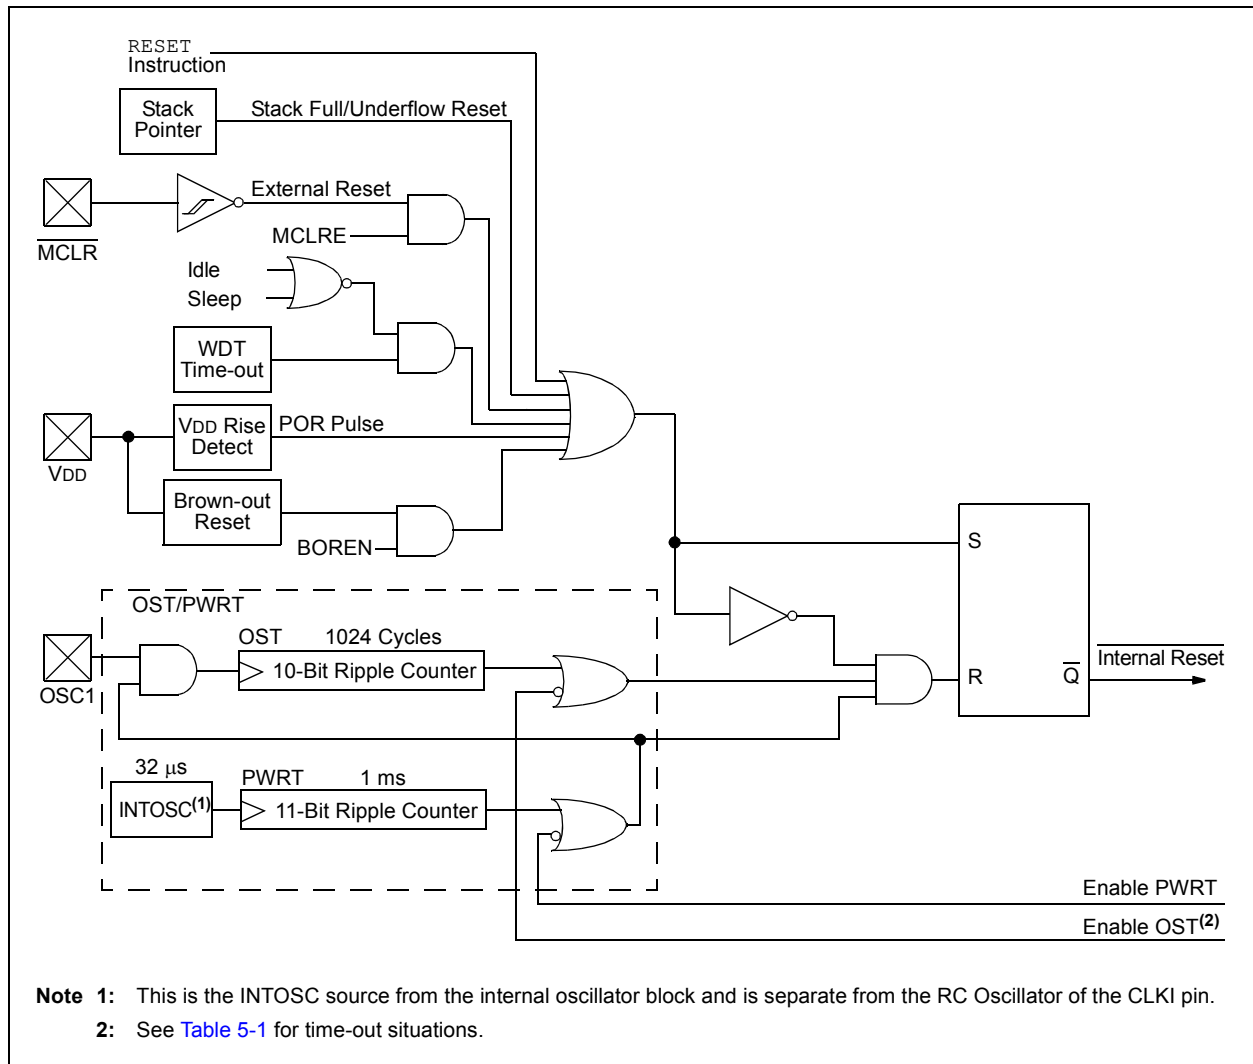 RESET
Instruction
Stack
Pointer
Stack Full/Underflow Reset
External Reset
MCLRE
MCLR
Idle
Sleep
WDT
Time-out
VDD Rise
Detect
POR Pulse
VDD
Brown-out
Reset
BOREN
S
OST/PWRT
OST 1024 Cycles
10-Bit Ripple Counter
OSC1
R
Q
Internal Reset
32 μs
PWRT 1 ms
INTOSC(1)
11-Bit Ripple Counter
Enable PWRT
Enable OST(2)
Note 1: This is the INTOSC source from the internal oscillator block and is separate from the RC Oscillator of the CLKI pin.
2: See Table 5-1 for time-out situations.